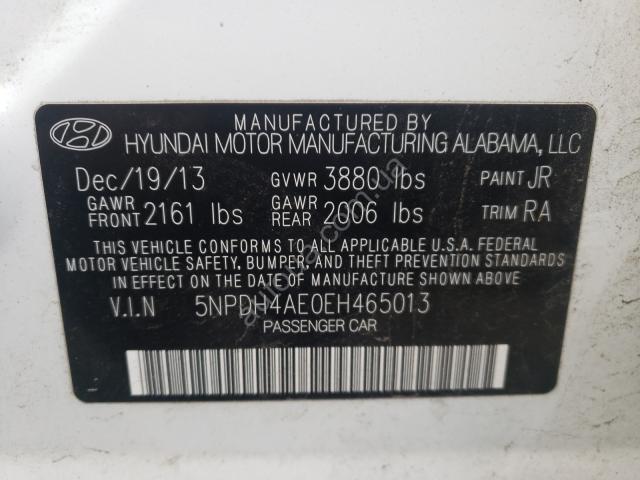 MANUFACTURED BY
HYUNDAI MOTOR MANUFACTURING ALABAMA, LLC
Dec/19/13 GVWR 3880 lbs PAINT JR
GAWR FRONT 2161 lbs GAWR REAR 2006 lbs TRIM RA
THIS VEHICLE CONFORMS TO ALL APPLICABLE U.S.A. FEDERAL
MOTOR VEHICLE SAFETY, BUMPER, AND THEFT PREVENTION STANDARDS
IN EFFECT ON THE DATE OF MANUFACTURE SHOWN ABOVE.
V.I.N 5NPDH4AE0EH465013
PASSENGER CAR